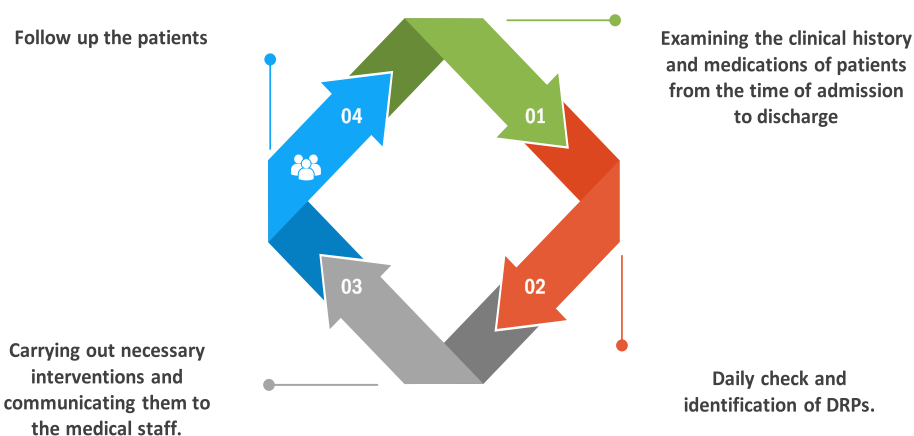 Follow up the patients
Examining the clinical history
and medications of patients
from the time of admission
to discharge
04
01
03
02
Carrying out necessary
interventions and
communicating them to
the medical staff.
Daily check and
identification of DRPs.